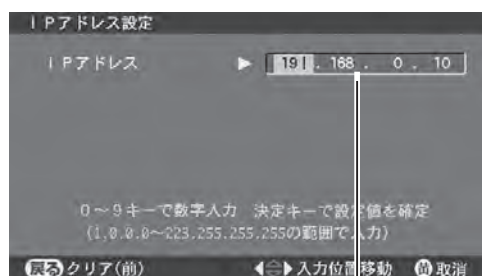 IPアドレス設定
IPアドレス ▶ 191. 168. 0. 10
0～9キーで数字入力 決定キーで設定値を確定
(1.0.0.0～223.255.255.255の範囲で入力)
戻る クリア(前) 入力位置移動 黄 取消